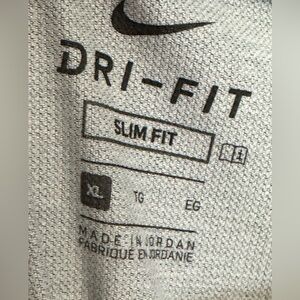 DRI-FIT
SLIM FIT
XL TG EG
MADE IN JORDAN
FABRIQUÉ EN JORDANIE